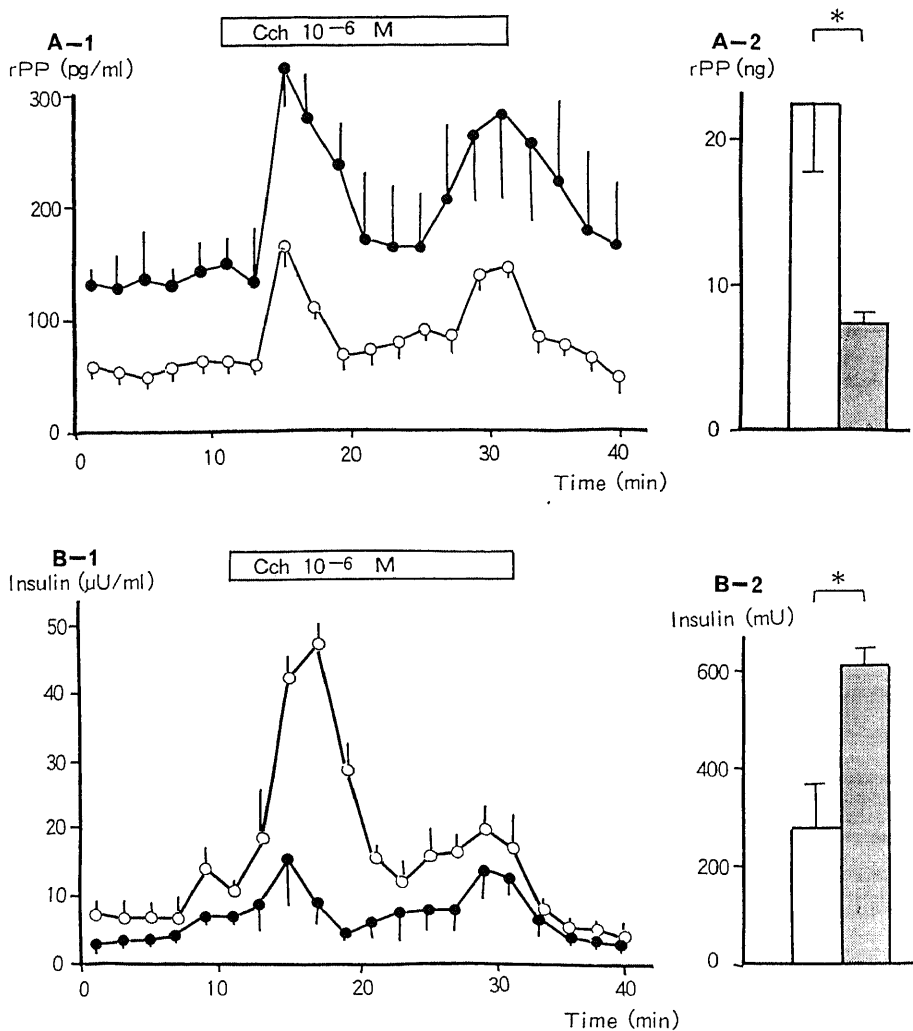 Cch 10⁻⁶ M
A-1
rPP (pg/ml)
300
200
100
0
0 10 20 30 40
Time (min)
*
A-2
rPP (ng)
20
10
0
Cch 10⁻⁶ M
B-1
Insulin (μU/ml)
50
40
30
20
10
0
0 10 20 30 40
Time (min)
*
B-2
Insulin (mU)
600
400
200
0